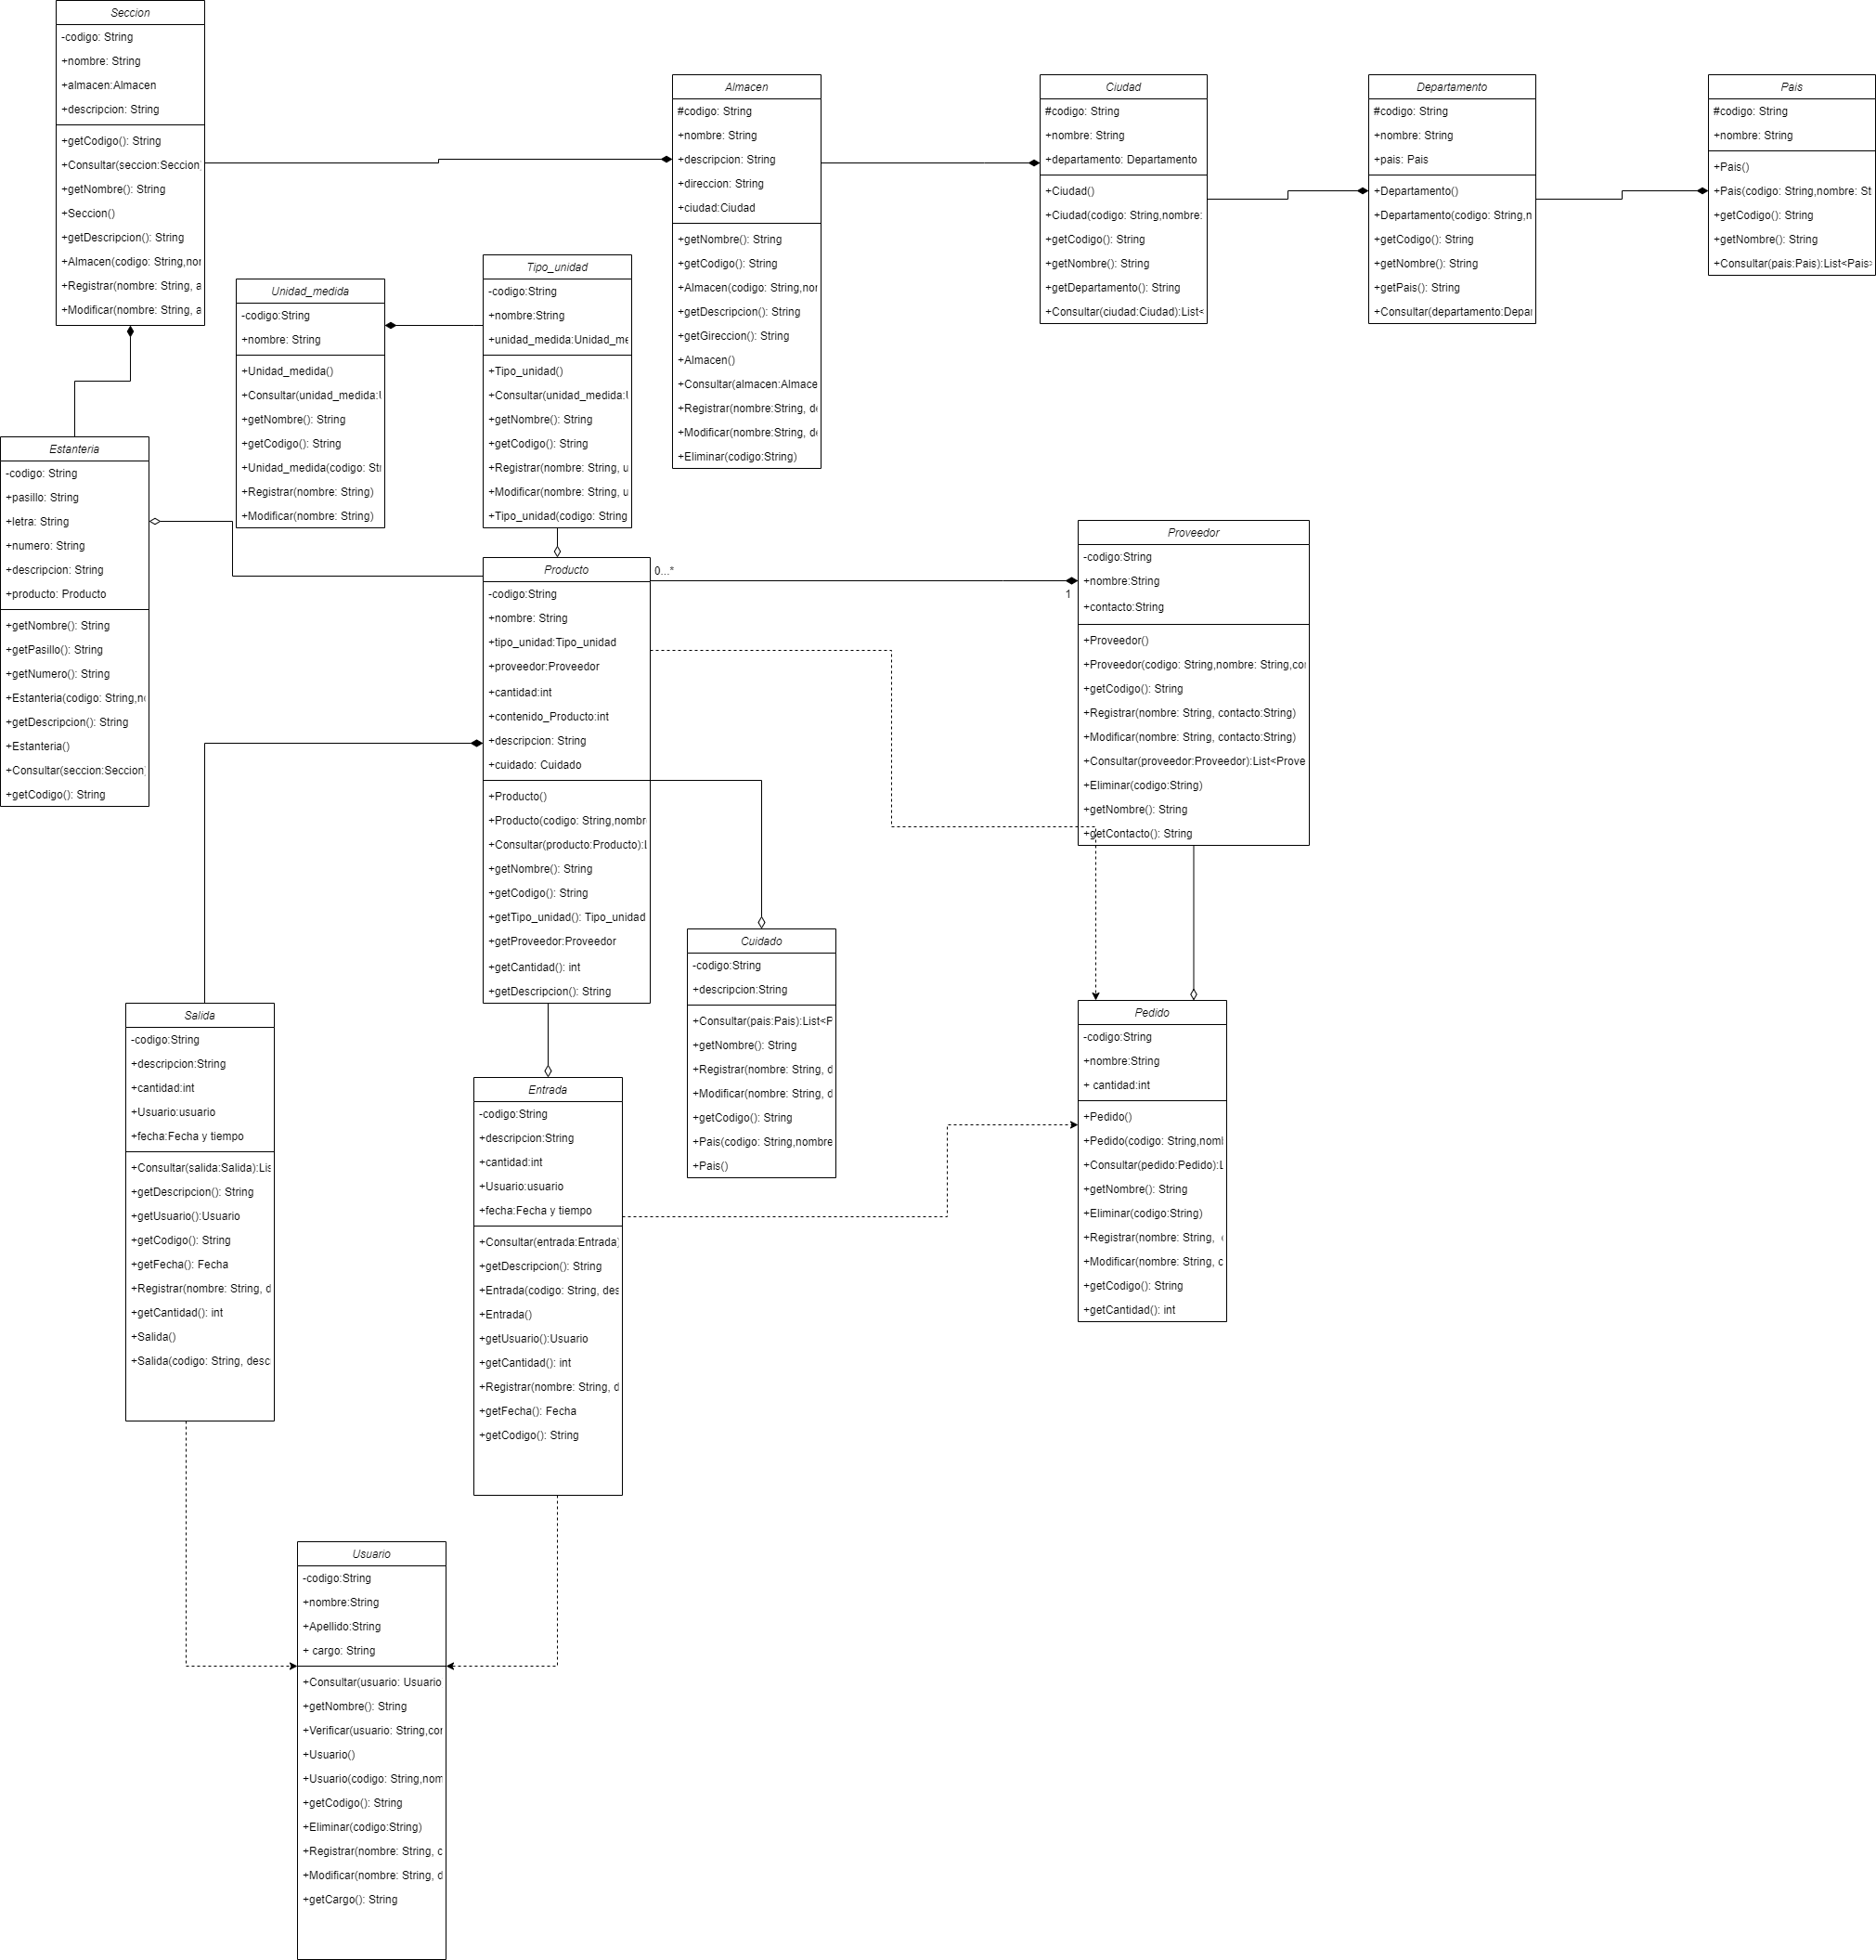 Seccion
-codigo: String
+nombre: String
+almacen:Almacen
+descripcion: String
+getCodigo(): String
+Consultar(seccion:Seccion)
+getNombre(): String
+Seccion()
+getDescripcion(): String
+Almacen(codigo: String,nor
+Registrar(nombre: String, a
+Modificar(nombre: String, a
Almacen
#codigo: String
+nombre: String
+descripcion: String
+direccion: String
+ciudad:Ciudad
+getNombre(): String
+getCodigo(): String
+Almacen(codigo: String,nor
+getDescripcion(): String
+getGireccion(): String
+Almacen()
+Consultar(almacen:Almace
+Registrar(nombre:String, de
+Modificar(nombre:String, de
+Eliminar(codigo:String)
Ciudad
#codigo: String
+nombre: String
+departamento: Departamento
+Ciudad()
+Ciudad(codigo: String,nombre:
+getCodigo(): String
+getNombre(): String
+getDepartamento(): String
+Consultar(ciudad:Ciudad):List<
Departamento
#codigo: String
+nombre: String
+pais: Pais
+Departamento()
+Departamento(codigo: String,n
+getCodigo(): String
+getNombre(): String
+getPais(): String
+Consultar(departamento:Depar
Pais
#codigo: String
+nombre: String
+Pais()
+Pais(codigo: String,nombre: St
+getCodigo(): String
+getNombre(): String
+Consultar(pais:Pais):List<Pais>
Unidad_medida
-codigo:String
+nombre: String
+Unidad_medida()
+Consultar(unidad_medida:U
+getNombre(): String
+getCodigo(): String
+Unidad_medida(codigo: Stri
+Registrar(nombre: String)
+Modificar(nombre: String)
Tipo_unidad
-codigo:String
+nombre:String
+unidad_medida:Unidad_me
+Tipo_unidad()
+Consultar(unidad_medida:U
+getNombre(): String
+getCodigo(): String
+Registrar(nombre: String, u
+Modificar(nombre: String, u
+Tipo_unidad(codigo: String
Estanteria
-codigo: String
+pasillo: String
+letra: String
+numero: String
+descripcion: String
+producto: Producto
+getNombre(): String
+getPasillo(): String
+getNumero(): String
+Estanteria(codigo: String,no
+getDescripcion(): String
+Estanteria()
+Consultar(seccion:Seccion)
+getCodigo(): String
Producto
-codigo:String
+nombre: String
+tipo_unidad:Tipo_unidad
+proveedor:Proveedor
+cantidad:int
+contenido_Producto:int
+descripcion: String
+cuidado: Cuidado
+Producto()
+Producto(codigo: String,nombr
+Consultar(producto:Producto):L
+getNombre(): String
+getCodigo(): String
+getTipo_unidad(): Tipo_unidad
+getProveedor:Proveedor
+getCantidad(): int
+getDescripcion(): String
0...*
1
Proveedor
-codigo:String
+nombre:String
+contacto:String
+Proveedor()
+Proveedor(codigo: String,nombre: String,cor
+getCodigo(): String
+Registrar(nombre: String, contacto:String)
+Modificar(nombre: String, contacto:String)
+Consultar(proveedor:Proveedor):List<Prove
+Eliminar(codigo:String)
+getNombre(): String
+getContacto(): String
Cuidado
-codigo:String
+descripcion:String
+Consultar(pais:Pais):List<P
+getNombre(): String
+Registrar(nombre: String, d
+Modificar(nombre: String, d
+getCodigo(): String
+Pais(codigo: String,nombre
+Pais()
Pedido
-codigo:String
+nombre:String
+ cantidad:int
+Pedido()
+Pedido(codigo: String,noml
+Consultar(pedido:Pedido):L
+getNombre(): String
+Eliminar(codigo:String)
+Registrar(nombre: String, c
+Modificar(nombre: String, c
+getCodigo(): String
+getCantidad(): int
Salida
-codigo:String
+descripcion:String
+cantidad:int
+Usuario:usuario
+fecha:Fecha y tiempo
+Consultar(salida:Salida):Lis
+getDescripcion(): String
+getUsuario():Usuario
+getCodigo(): String
+getFecha(): Fecha
+Registrar(nombre: String, d
+getCantidad(): int
+Salida()
+Salida(codigo: String, desc
Entrada
-codigo:String
+descripcion:String
+cantidad:int
+Usuario:usuario
+fecha:Fecha y tiempo
+Consultar(entrada:Entrada)
+getDescripcion(): String
+Entrada(codigo: String, des
+Entrada()
+getUsuario():Usuario
+getCantidad(): int
+Registrar(nombre: String, d
+getFecha(): Fecha
+getCodigo(): String
Usuario
-codigo:String
+nombre:String
+Apellido:String
+ cargo: String
+Consultar(usuario: Usuario
+getNombre(): String
+Verificar(usuario: String,cor
+Usuario()
+Usuario(codigo: String,nom
+getCodigo(): String
+Eliminar(codigo:String)
+Registrar(nombre: String, c
+Modificar(nombre: String, d
+getCargo(): String